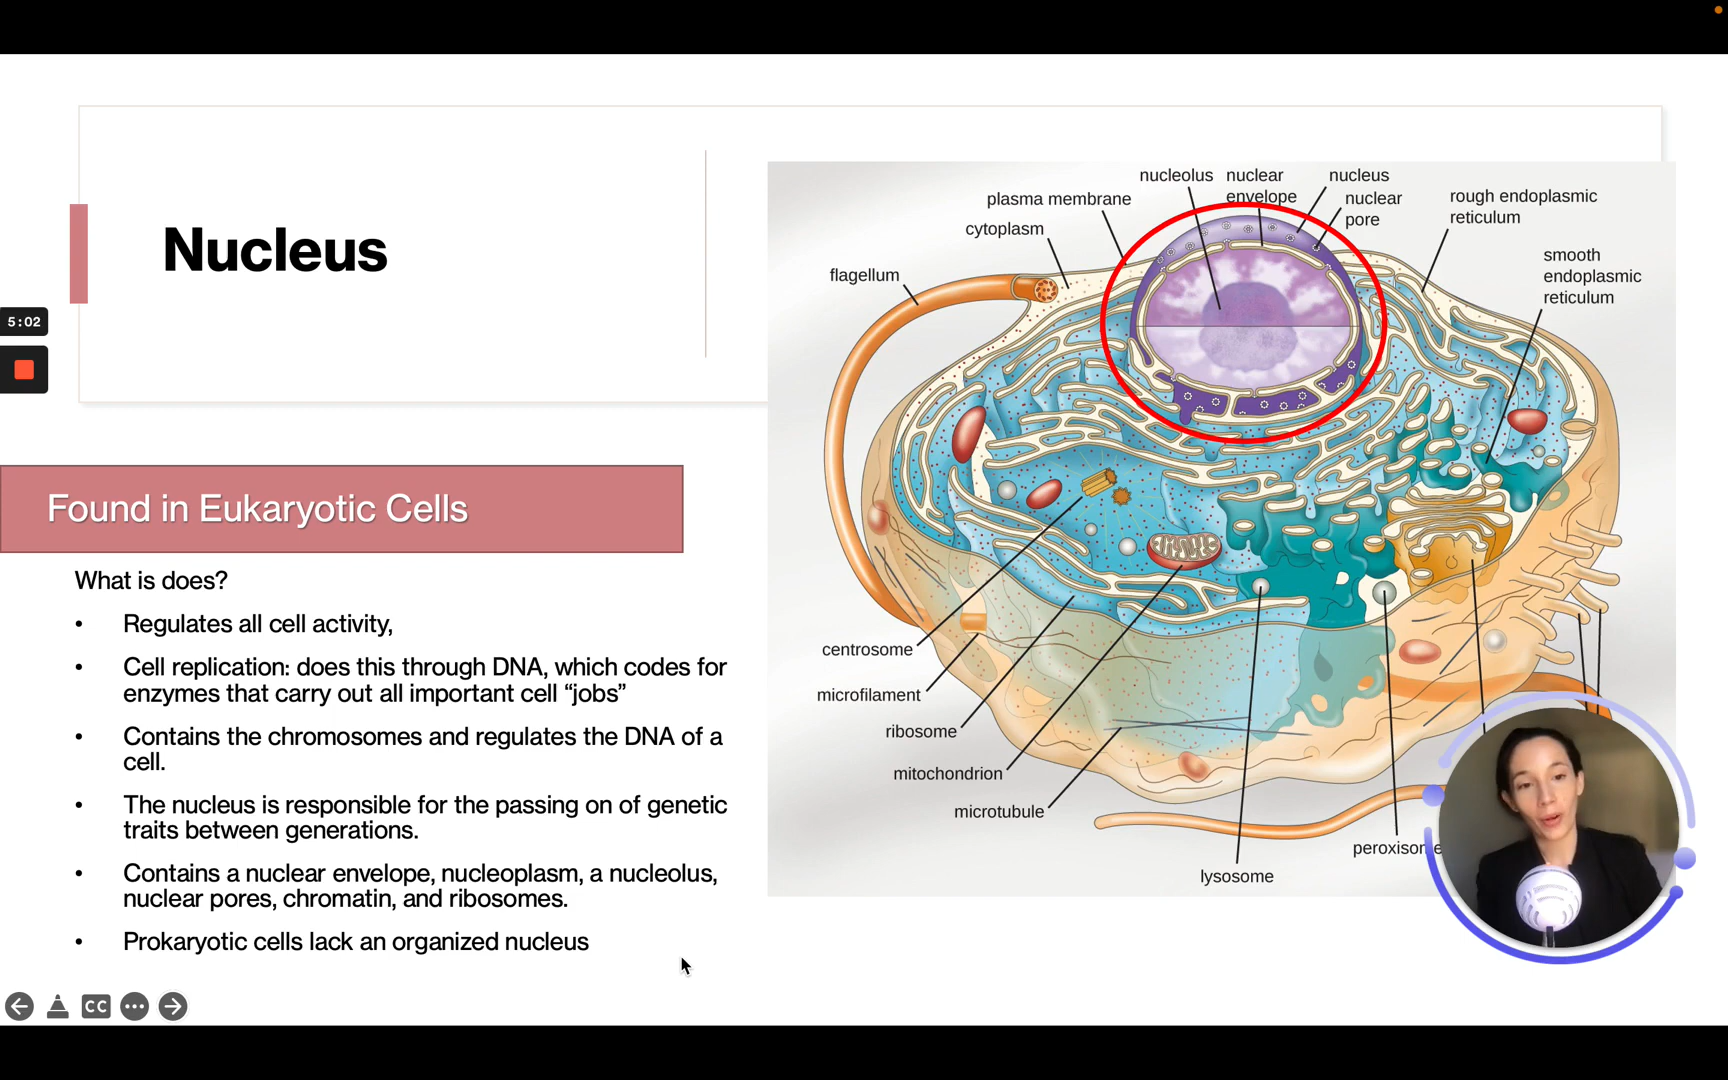 Nucleus
5:02
Found in Eukaryotic Cells
What is does?
• Regulates all cell activity,
• Cell replication: does this through DNA, which codes for
enzymes that carry out all important cell “jobs”
• Contains the chromosomes and regulates the DNA of a
cell.
• The nucleus is responsible for the passing on of genetic
traits between generations.
• Contains a nuclear envelope, nucleoplasm, a nucleolus,
nuclear pores, chromatin, and ribosomes.
• Prokaryotic cells lack an organized nucleus
CC
nucleolus
nuclear
envelope
nucleus
nuclear
pore
plasma membrane
cytoplasm
flagellum
rough endoplasmic
reticulum
smooth
endoplasmic
reticulum
centrosome
microfilament
ribosome
mitochondrion
microtubule
lysosome
peroxisome